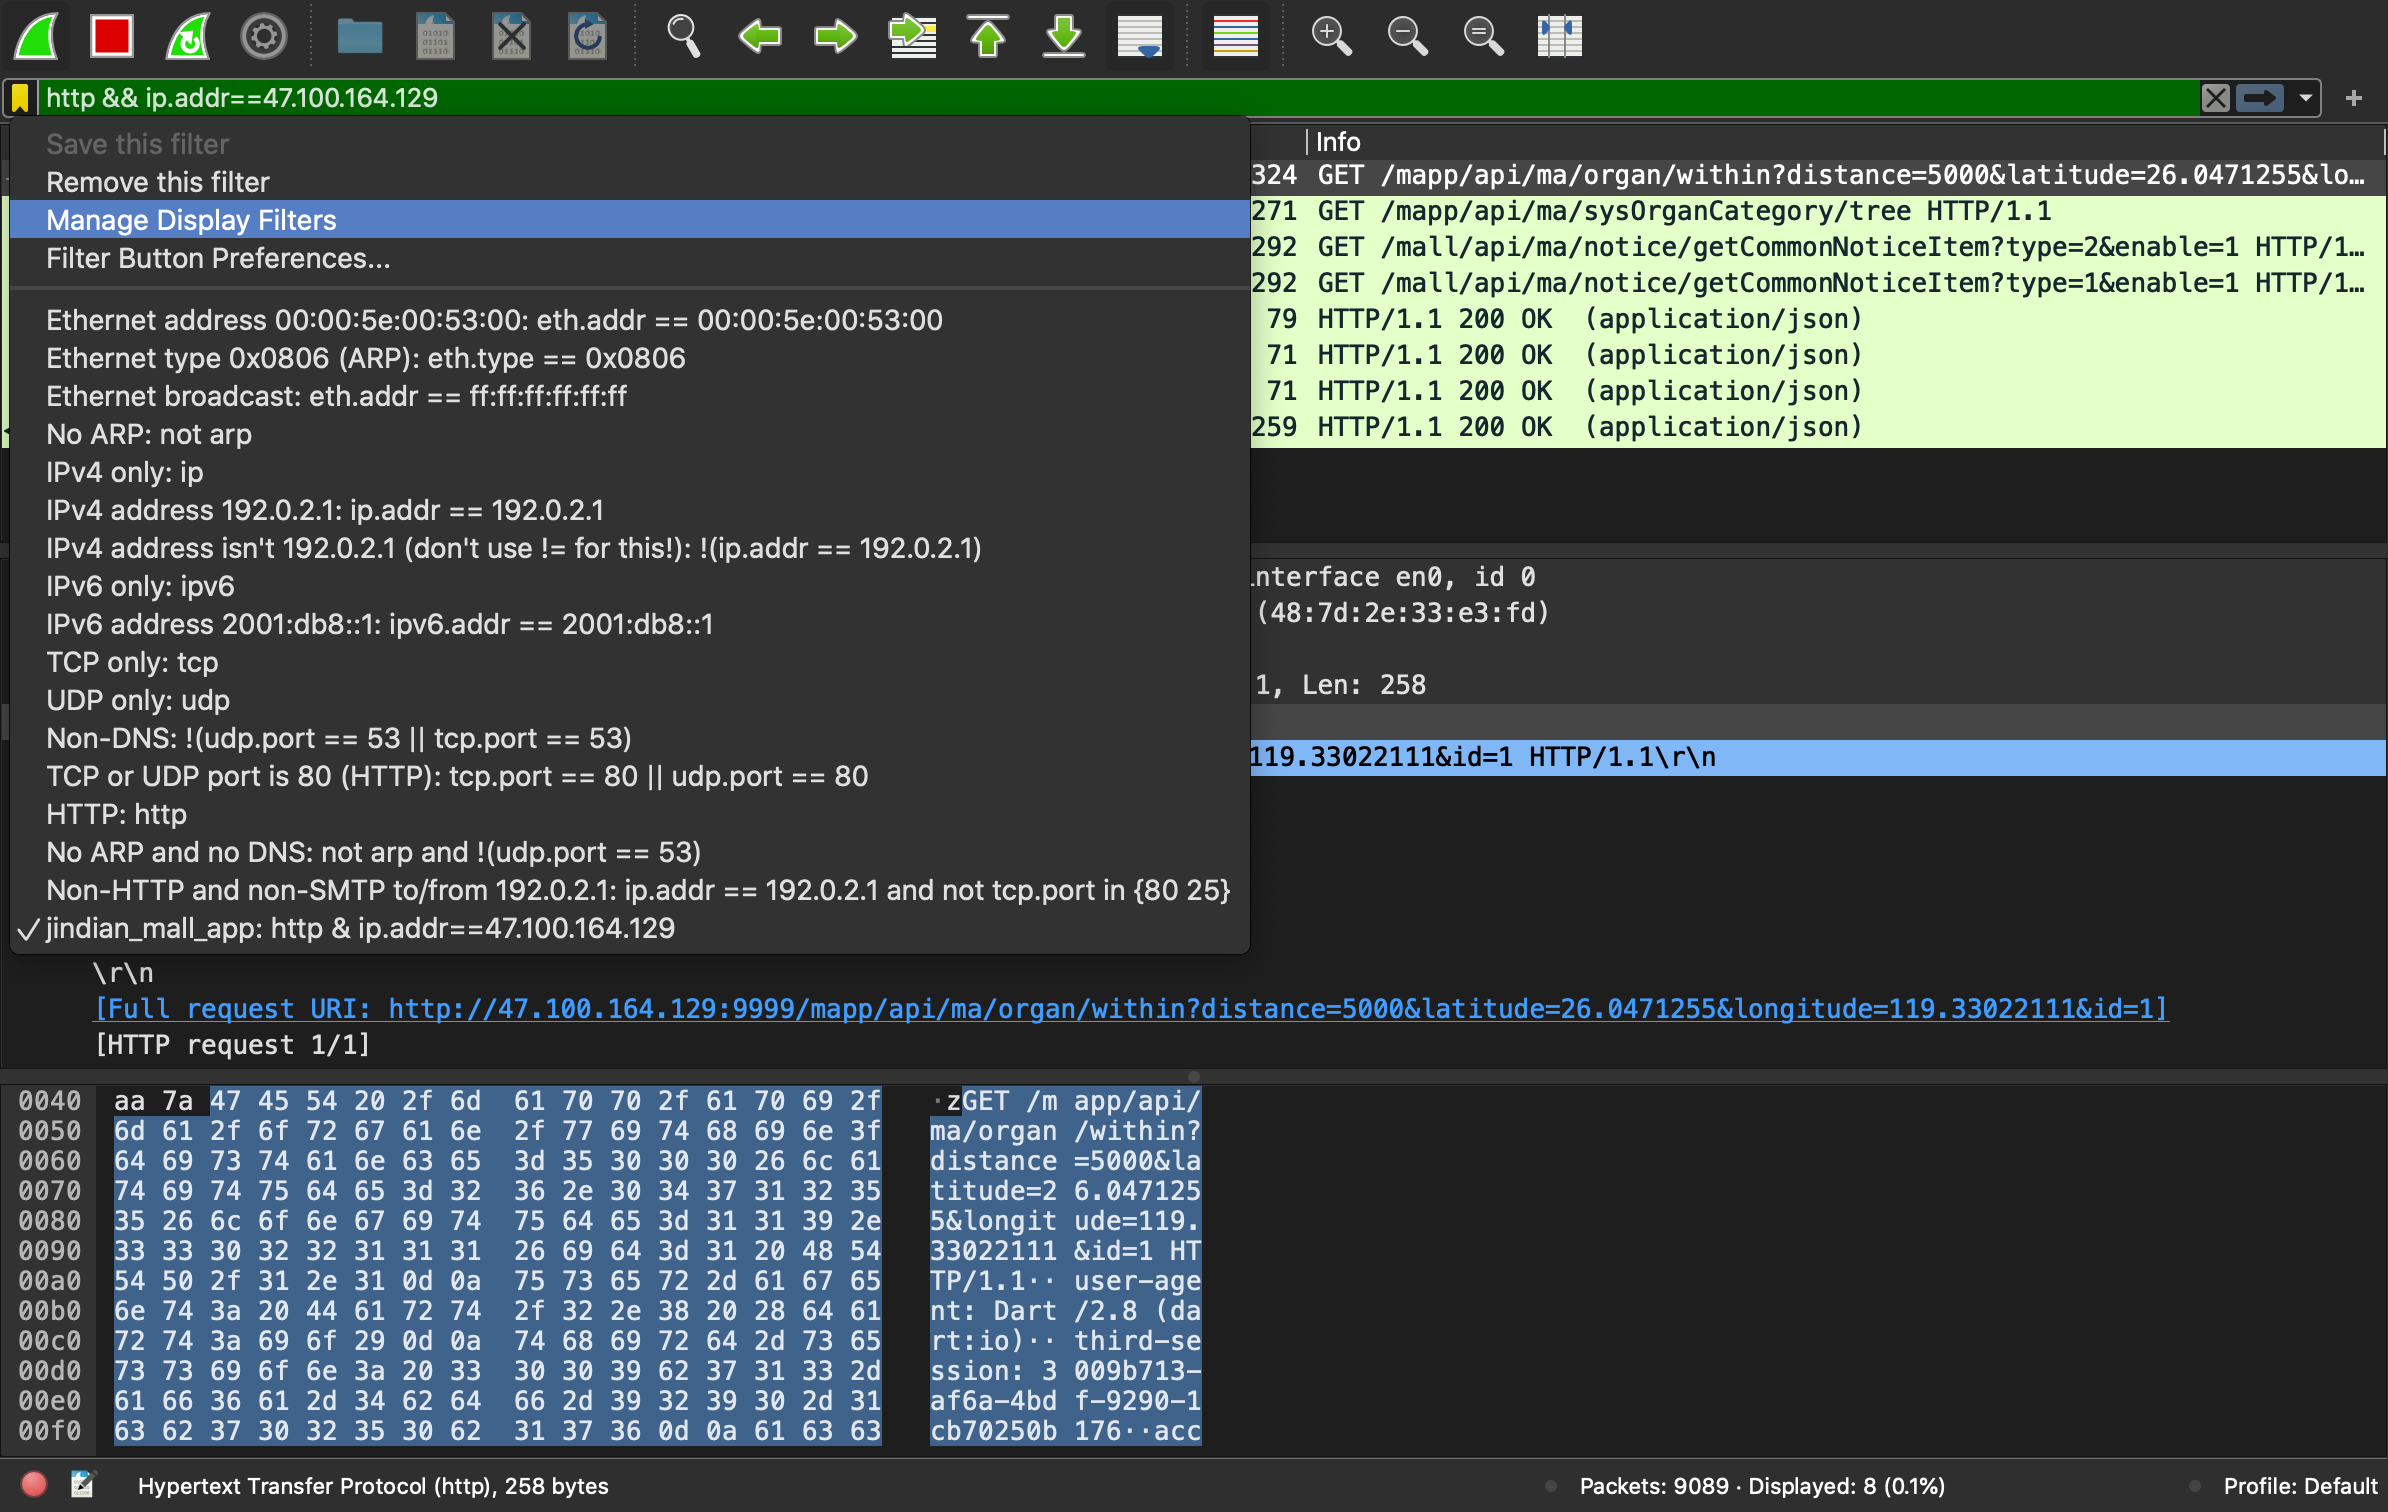 http && ip.addr==47.100.164.129
Save this filter
Remove this filter
Manage Display Filters
Filter Button Preferences...
Ethernet address 00:00:5e:00:53:00: eth.addr == 00:00:5e:00:53:00
Ethernet type 0x0806 (ARP): eth.type == 0x0806
Ethernet broadcast: eth.addr == ff:ff:ff:ff:ff:ff
No ARP: not arp
IPv4 only: ip
IPv4 address 192.0.2.1: ip.addr == 192.0.2.1
IPv4 address isn't 192.0.2.1 (don't use != for this!): !(ip.addr == 192.0.2.1)
IPv6 only: ipv6
IPv6 address 2001:db8::1: ipv6.addr == 2001:db8::1
TCP only: tcp
UDP only: udp
Non-DNS: !(udp.port == 53 || tcp.port == 53)
TCP or UDP port is 80 (HTTP): tcp.port == 80 || udp.port == 80
HTTP: http
No ARP and no DNS: not arp and !(udp.port == 53)
Non-HTTP and non-SMTP to/from 192.0.2.1: ip.addr == 192.0.2.1 and not tcp.port in {80 25}
✓ jindian_mall_app: http & ip.addr==47.100.164.129
Info
324 GET /mapp/api/ma/organ/within?distance=5000&latitude=26.0471255&lo…
271 GET /mapp/api/ma/sysOrganCategory/tree HTTP/1.1
292 GET /mall/api/ma/notice/getCommonNoticeItem?type=2&enable=1 HTTP/1…
292 GET /mall/api/ma/notice/getCommonNoticeItem?type=1&enable=1 HTTP/1…
79 HTTP/1.1 200 OK (application/json)
71 HTTP/1.1 200 OK (application/json)
71 HTTP/1.1 200 OK (application/json)
259 HTTP/1.1 200 OK (application/json)
interface en0, id 0
(48:7d:2e:33:e3:fd)
1, Len: 258
119.33022111&id=1 HTTP/1.1\r\n
\r\n
[Full request URI: http://47.100.164.129:9999/mapp/api/ma/organ/within?distance=5000&latitude=26.0471255&longitude=119.33022111&id=1]
[HTTP request 1/1]
0040 aa 7a 47 45 54 20 2f 6d 61 70 70 2f 61 70 69 2f ·zGET /m app/api/
0050 6d 61 2f 6f 72 67 61 6e 2f 77 69 74 68 69 6e 3f ma/organ /within?
0060 64 69 73 74 61 6e 63 65 3d 35 30 30 30 26 6c 61 distance =5000&la
0070 74 69 74 75 64 65 3d 32 36 2e 30 34 37 31 32 35 titude=2 6.047125
0080 35 26 6c 6f 6e 67 69 74 75 64 65 3d 31 31 39 2e 5&longit ude=119.
0090 33 33 30 32 32 31 31 31 26 69 64 3d 31 20 48 54 33022111 &id=1 HT
00a0 54 50 2f 31 2e 31 0d 0a 75 73 65 72 2d 61 67 65 TP/1.1·· user-age
00b0 6e 74 3a 20 44 61 72 74 2f 32 2e 38 20 28 64 61 nt: Dart /2.8 (da
00c0 72 74 3a 69 6f 29 0d 0a 74 68 69 72 64 2d 73 65 rt:io)·· third-se
00d0 73 73 69 6f 6e 3a 20 33 30 30 39 62 37 31 33 2d ssion: 3 009b713-
00e0 61 66 36 61 2d 34 62 64 66 2d 39 32 39 30 2d 31 af6a-4bd f-9290-1
00f0 63 62 37 30 32 35 30 62 31 37 36 0d 0a 61 63 63 cb70250b 176··acc
Hypertext Transfer Protocol (http), 258 bytes
Packets: 9089 · Displayed: 8 (0.1%)
Profile: Default